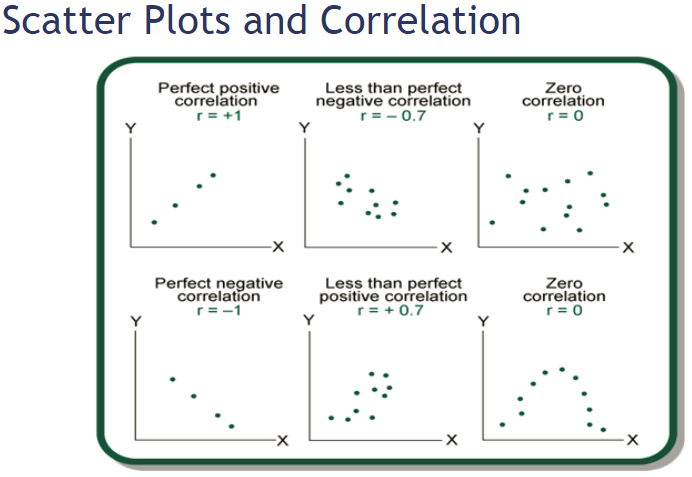 Scatter Plots and Correlation
Perfect positive
correlation
r = +1
Y
X
Less than perfect
negative correlation
r = – 0.7
Y
X
Zero
correlation
r = 0
Y
X
Perfect negative
correlation
r = –1
Y
X
Less than perfect
positive correlation
r = + 0.7
Y
X
Zero
correlation
r = 0
Y
X